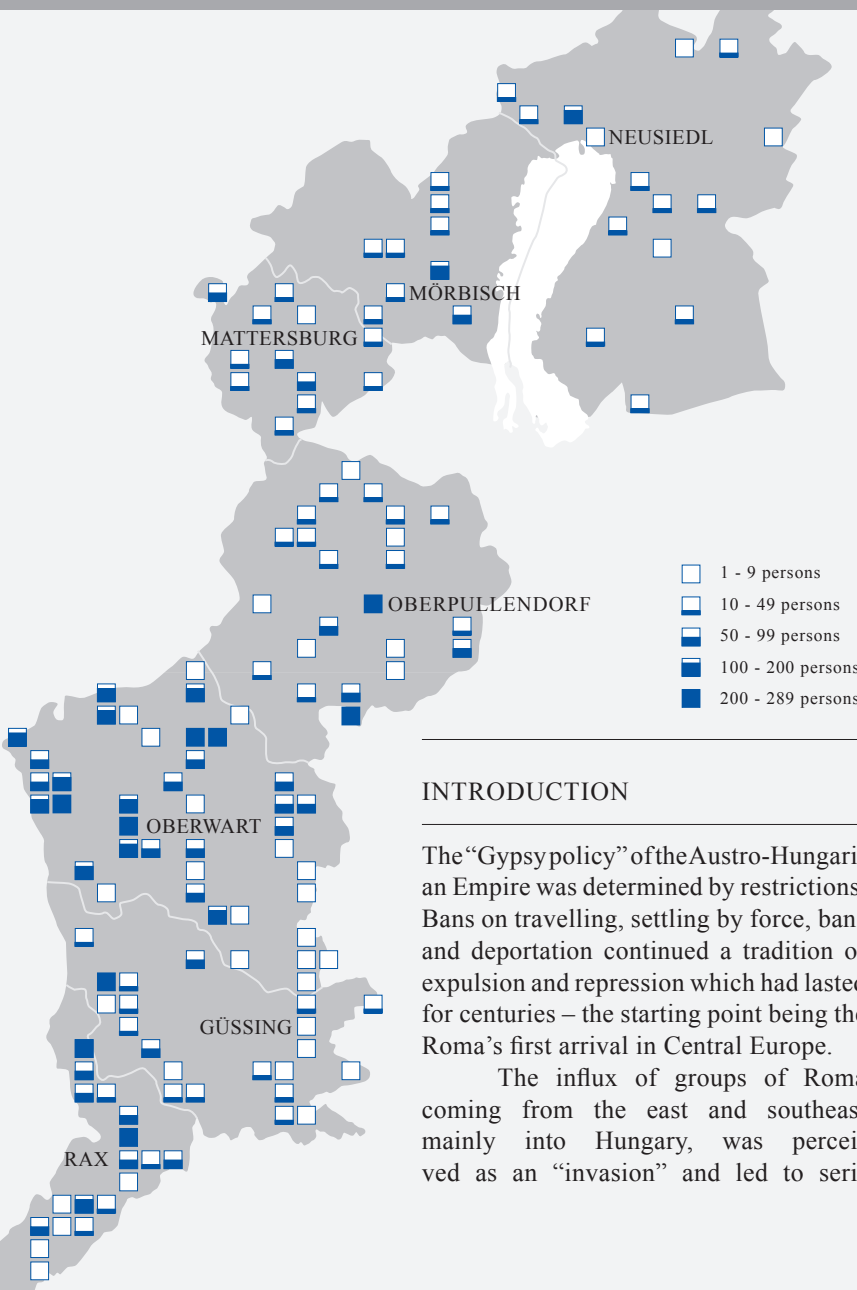 NEUSIEDL
MÖRBISCH
MATTERSBURG
OBERPULLENDORF
1 - 9 persons
10 - 49 persons
50 - 99 persons
100 - 200 persons
200 - 289 persons
OBERWART
GÜSSING
RAX
INTRODUCTION
The “Gypsy policy” of the Austro-Hungari
an Empire was determined by restrictions
Bans on travelling, settling by force, ban
and deportation continued a tradition o
expulsion and repression which had lasted
for centuries – the starting point being the
Roma’s first arrival in Central Europe.
The influx of groups of Roma
coming from the east and southeas
mainly into Hungary, was percei
ved as an “invasion” and led to seri